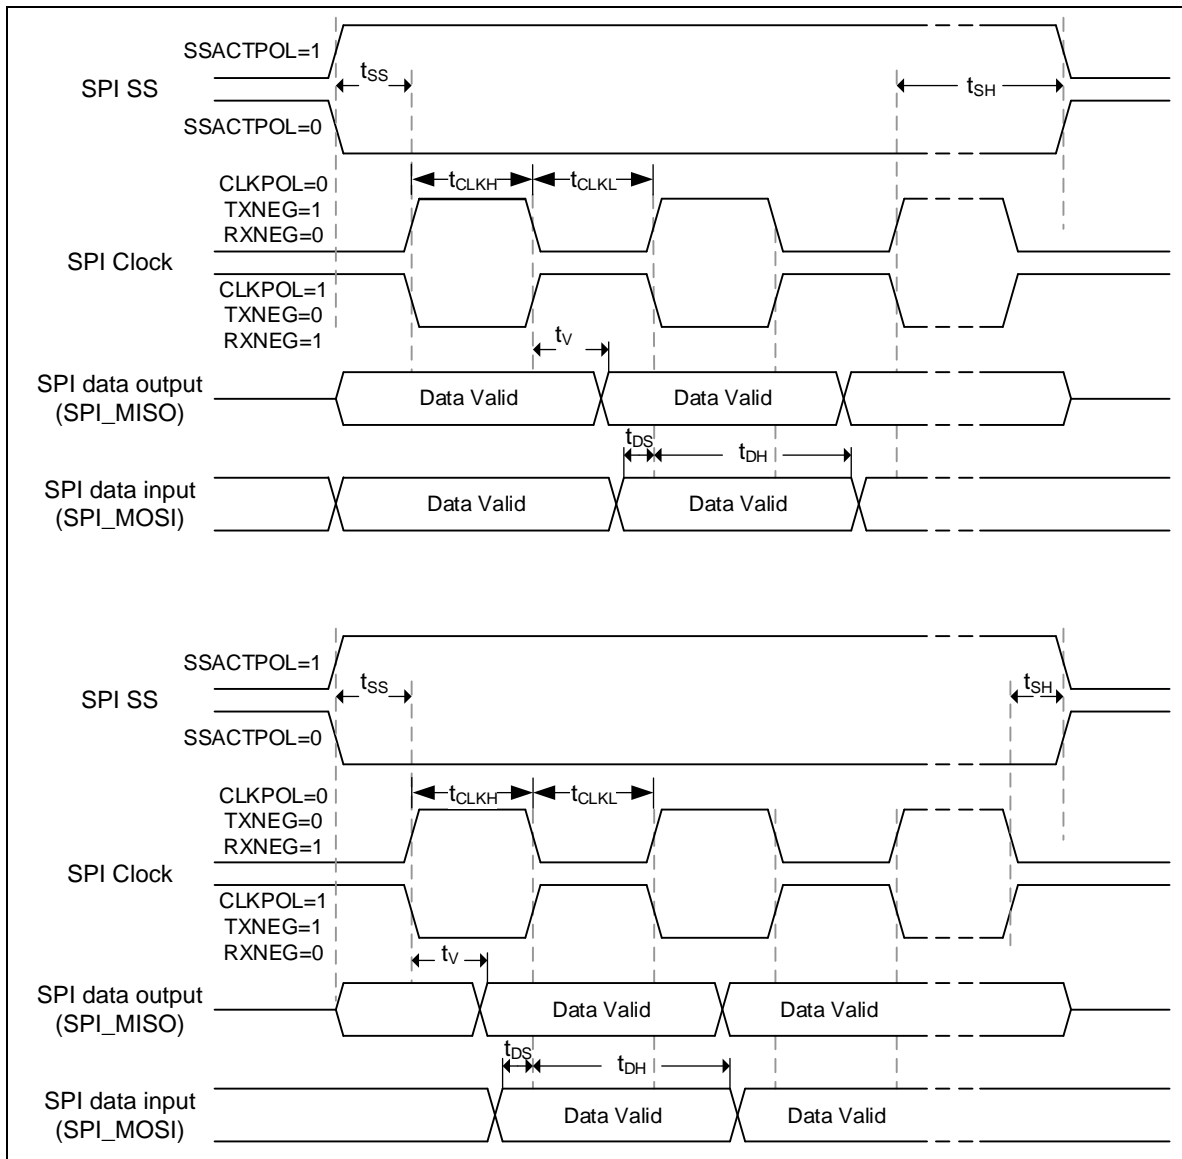 SSACTPOL=1
SPI SS
tSS
tSH
SSACTPOL=0
CLKPOL=0
TXNEG=1
RXNEG=0
tCLKH
tCLKL
SPI Clock
CLKPOL=1
TXNEG=0
RXNEG=1
tV
SPI data output
(SPI_MISO)
Data Valid
Data Valid
tDS
tDH
SPI data input
(SPI_MOSI)
Data Valid
Data Valid
SSACTPOL=1
SPI SS
tSS
tSH
SSACTPOL=0
CLKPOL=0
TXNEG=0
RXNEG=1
tCLKH
tCLKL
SPI Clock
CLKPOL=1
TXNEG=1
RXNEG=0
tV
SPI data output
(SPI_MISO)
Data Valid
Data Valid
tDS
tDH
SPI data input
(SPI_MOSI)
Data Valid
Data Valid